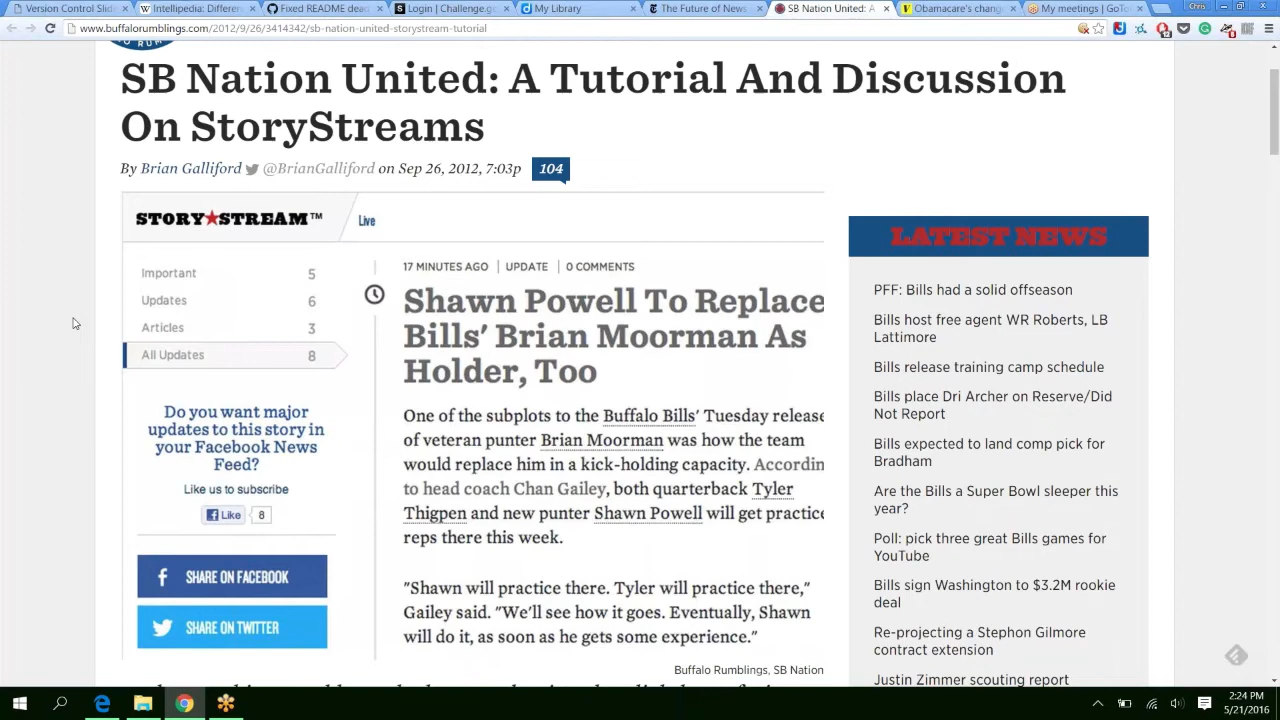 Version Control Slide
Intellipedia: Differen
Fixed README dead
Login | Challenge.go
My Library
The Future of News
SB Nation United: A
Obamacare's chang
My meetings | GoTo
Chris
www.buffalorumblings.com/2012/9/26/3414342/sb-nation-united-storystream-tutorial
SB Nation United: A Tutorial And Discussion
On StoryStreams
By Brian Galliford @BrianGalliford on Sep 26, 2012, 7:03p 104
STORY★STREAM™ Live
Important 5
Updates 6
Articles 3
All Updates 8
Do you want major
updates to this story in
your Facebook News
Feed?
Like us to subscribe
Like 8
SHARE ON FACEBOOK
SHARE ON TWITTER
17 MINUTES AGO | UPDATE | 0 COMMENTS
Shawn Powell To Replace
Bills' Brian Moorman As
Holder, Too
One of the subplots to the Buffalo Bills' Tuesday release
of veteran punter Brian Moorman was how the team
would replace him in a kick-holding capacity. Accordin
to head coach Chan Gailey, both quarterback Tyler
Thigpen and new punter Shawn Powell will get practice
reps there this week.
"Shawn will practice there. Tyler will practice there,"
Gailey said. "We'll see how it goes. Eventually, Shawn
will do it, as soon as he gets some experience."
Buffalo Rumblings, SB Nation
LATEST NEWS
PFF: Bills had a solid offseason
Bills host free agent WR Roberts, LB
Lattimore
Bills release training camp schedule
Bills place Dri Archer on Reserve/Did
Not Report
Bills expected to land comp pick for
Bradham
Are the Bills a Super Bowl sleeper this
year?
Poll: pick three great Bills games for
YouTube
Bills sign Washington to $3.2M rookie
deal
Re-projecting a Stephon Gilmore
contract extension
Justin Zimmer scouting report
2:24 PM
5/21/2016